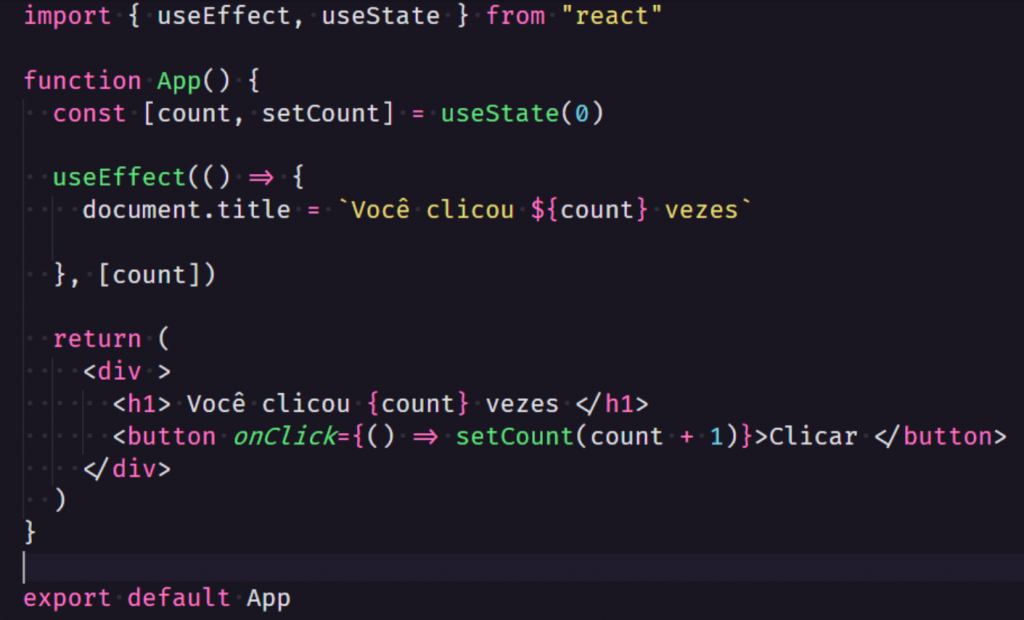 import { useEffect, useState } from "react"
function App() {
const [count, setCount] = useState(0)
useEffect(() => {
document.title = `Você clicou ${count} vezes`
}, [count])
return (
<div >
<h1> Você clicou {count} vezes </h1>
<button onClick={() => setCount(count + 1)}>Clicar </button>
</div>
)
}
export default App